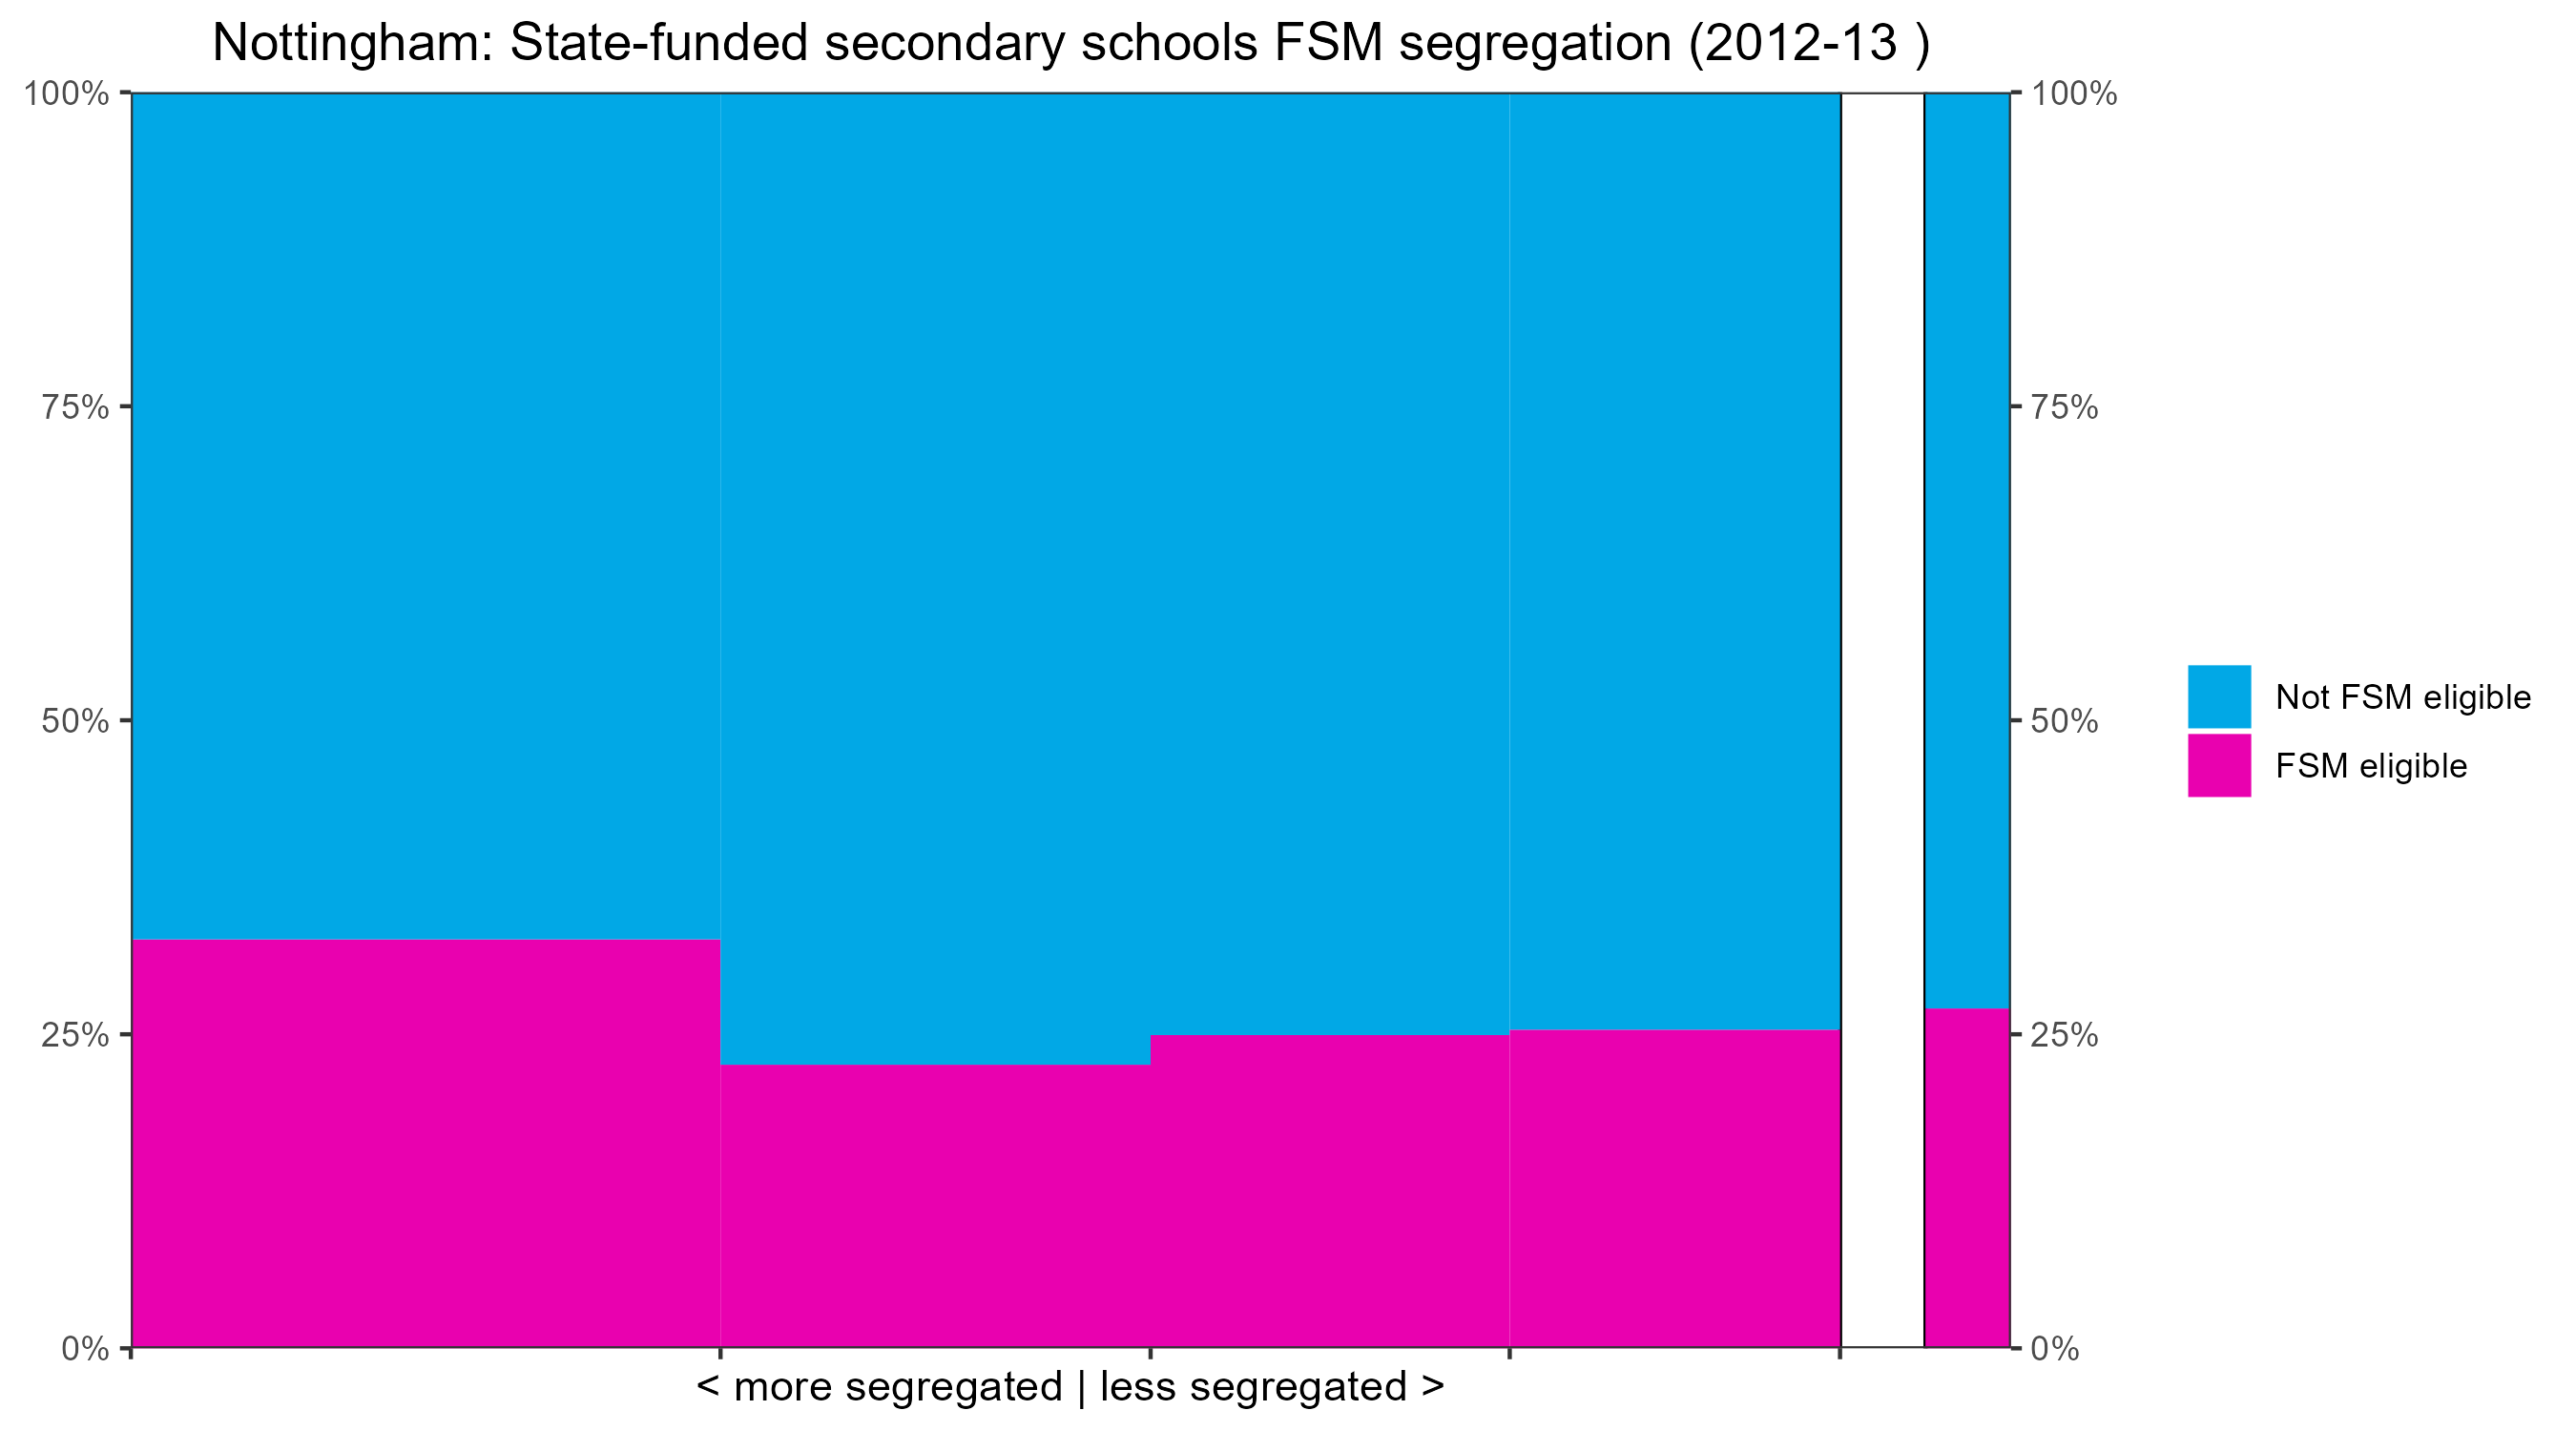 Nottingham: State-funded secondary schools FSM segregation (2012-13 )
100%
75%
50%
25%
0%
100%
75%
50%
25%
0%
Not FSM eligible
FSM eligible
< more segregated | less segregated >